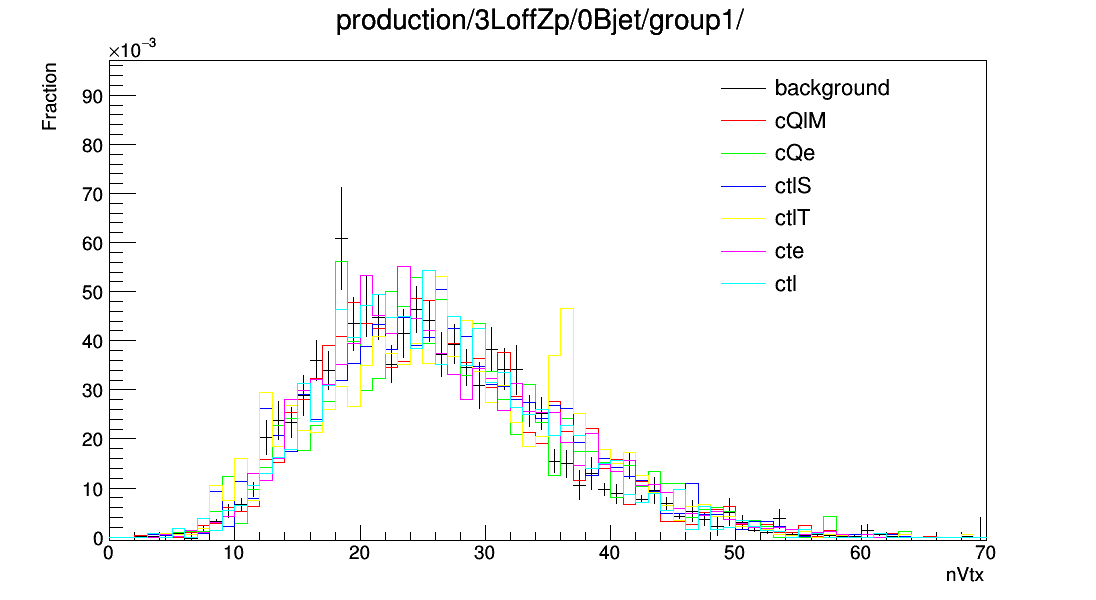 production/3LoffZp/0Bjet/group1/
×10⁻³
Fraction
90
80
70
60
50
40
30
20
10
0
background
cQlM
cQe
ctlS
ctlT
cte
ctl
0 10 20 30 40 50 60 70
nVtx